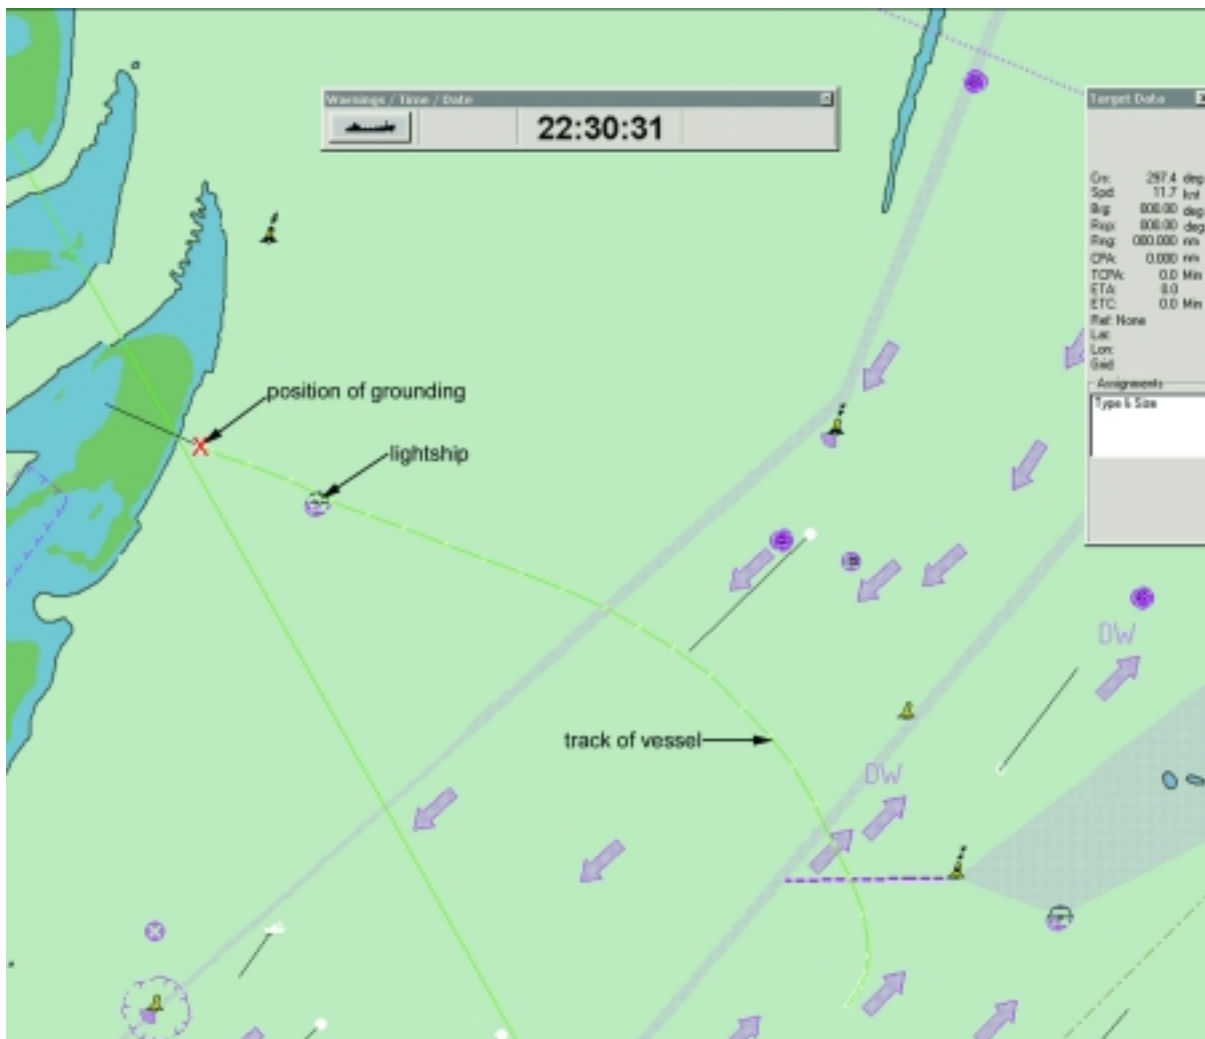 Warnings / Time / Date
22:30:31
Target Data
Crs: 297.4 deg
Spd: 11.7 knt
Brg: 000.00 deg
000.00 deg
Rng: 000.000 nm
CPA: 0.000 nm
TCPA: 0.0 Min
ETA: 0.0
ETC: 0.0 Min
Ref: None
Lat:
Lon:
Grid:
Assignments
Type & Size
position of grounding
lightship
DW
track of vessel
DW